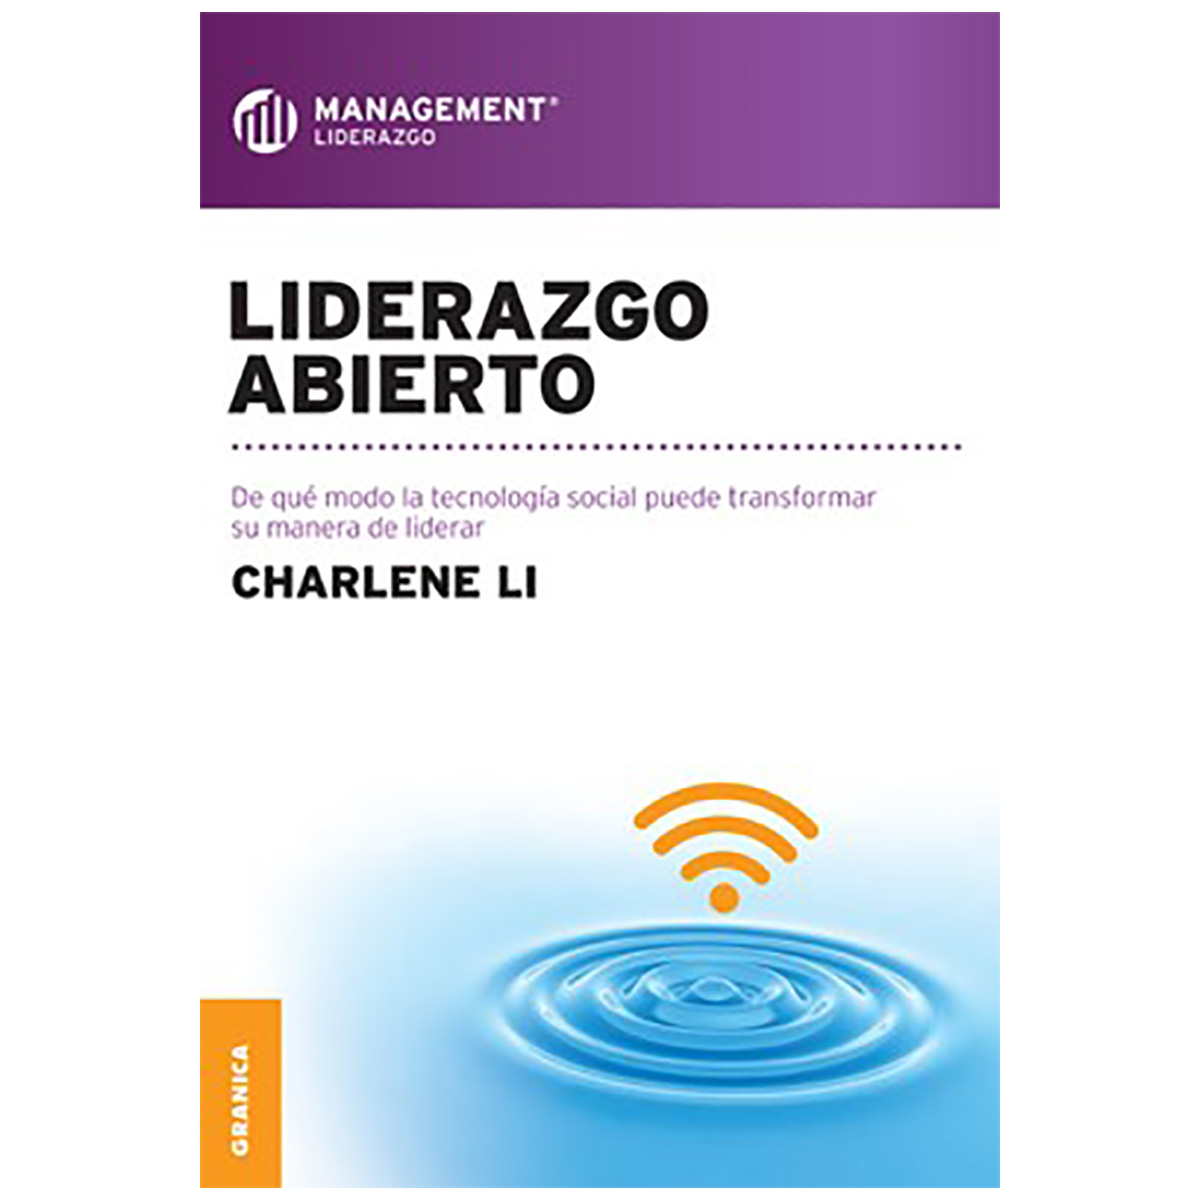 MANAGEMENT®
LIDERAZGO
LIDERAZGO
ABIERTO
De qué modo la tecnología social puede transformar
su manera de liderar
CHARLENE LI
GRANICA